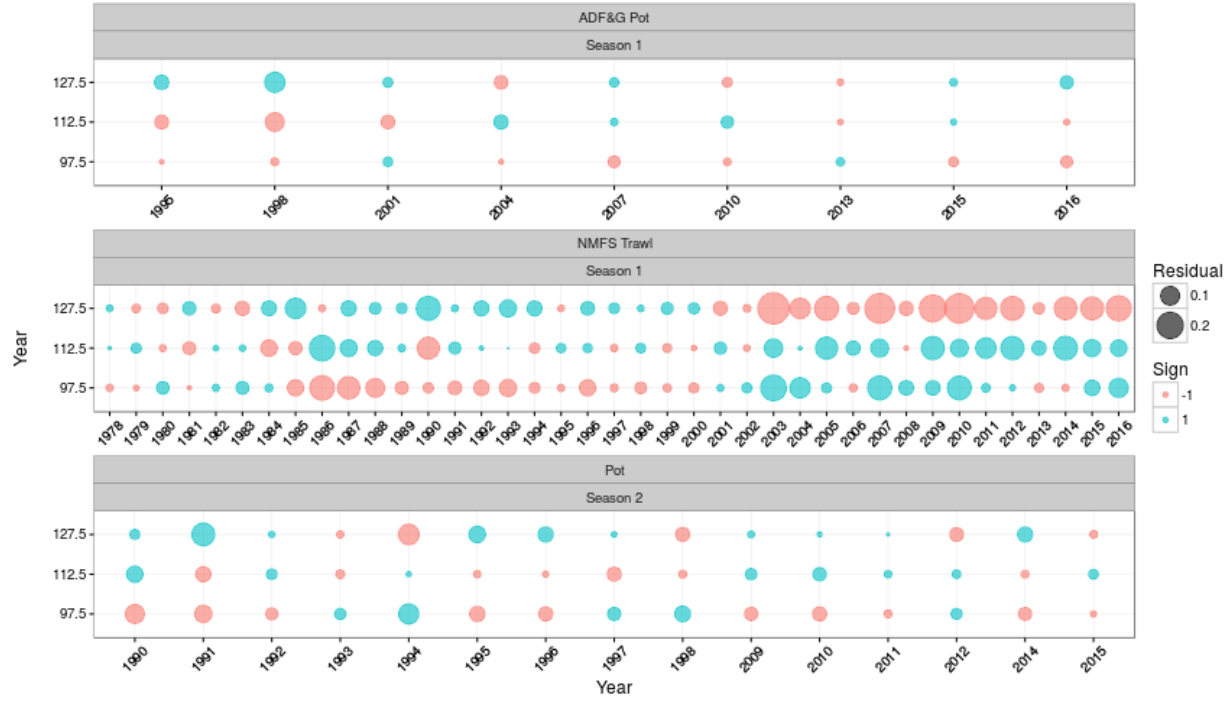 ADF&G Pot
Season 1
127.5
112.5
97.5
1995 1998 2001 2004 2007 2010 2013 2015 2016
NMFS Trawl
Season 1
127.5
112.5
97.5
1978 1979 1980 1981 1982 1983 1984 1985 1986 1987 1988 1989 1990 1991 1992 1993 1994 1995 1996 1997 1998 1999 2000 2001 2002 2003 2004 2005 2006 2007 2008 2009 2010 2011 2012 2013 2014 2015 2016
Year
Pot
Season 2
127.5
112.5
97.5
1990 1991 1992 1993 1994 1995 1996 1997 1998 2009 2010 2011 2012 2014 2015
Year
Residual
0.1
0.2
Sign
-1
1